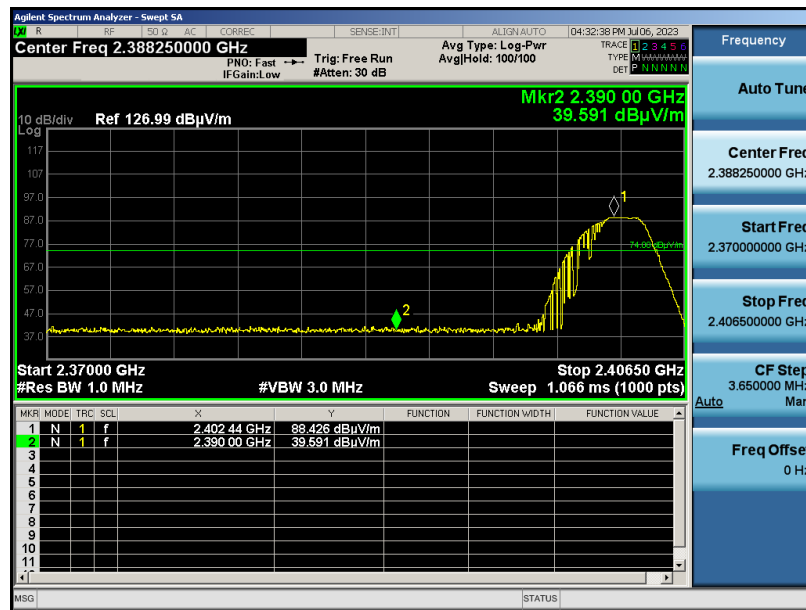 Agilent Spectrum Analyzer - Swept SA
LXI R RF 50 Ω AC CORREC SENSE:INT ALIGNAUTO 04:32:38 PM Jul 06, 2023
Center Freq 2.388250000 GHz
PNO: Fast
IFGain:Low
Trig: Free Run
#Atten: 30 dB
Avg Type: Log-Pwr
Avg|Hold: 100/100
TRACE 1 2 3 4 5 6
TYPE M
DET P N N N N N
Mkr2 2.390 00 GHz
39.591 dBµV/m
10 dB/div Ref 126.99 dBµV/m
Log
117
107
97.0
1
87.0
77.0
74.00 dBµV/m
67.0
57.0
47.0
2
37.0
Start 2.37000 GHz Stop 2.40650 GHz
#Res BW 1.0 MHz #VBW 3.0 MHz Sweep 1.066 ms (1000 pts)
MKR MODE TRC SCL X Y FUNCTION FUNCTION WIDTH FUNCTION VALUE
1 N 1 f 2.402 44 GHz 88.426 dBµV/m
2 N 1 f 2.390 00 GHz 39.591 dBµV/m
3
4
5
6
7
8
9
10
11
MSG STATUS
Frequency
Auto Tune
Center Freq
2.388250000 GHz
Start Freq
2.370000000 GHz
Stop Freq
2.406500000 GHz
CF Step
3.650000 MHz
Auto Man
Freq Offset
0 Hz